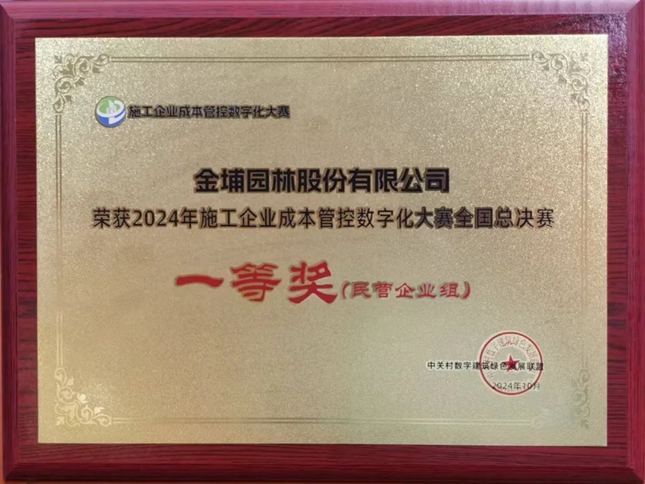 施工企业成本管控数字化大赛
金埔园林股份有限公司
荣获2024年施工企业成本管控数字化大赛全国总决赛
一等奖(民营企业组)
中关村数字建筑绿色发展联盟
2024年10月